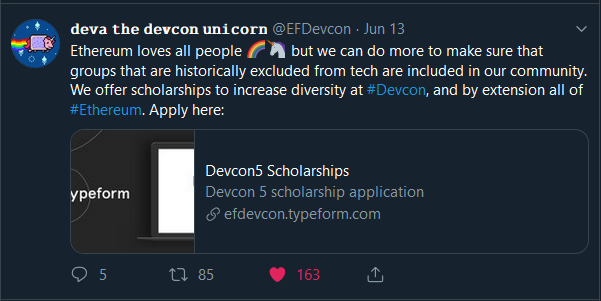 deva the devcon unicorn @EFDevcon · Jun 13
Ethereum loves all people 🌈🦄 but we can do more to make sure that
groups that are historically excluded from tech are included in our community.
We offer scholarships to increase diversity at #Devcon, and by extension all of
#Ethereum. Apply here:
ypeform
Devcon5 Scholarships
Devcon 5 scholarship application
efdevcon.typeform.com
5 85 163